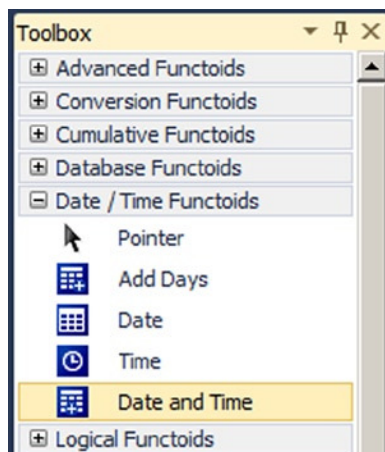 Toolbox
Advanced Functoids
Conversion Functoids
Cumulative Functoids
Database Functoids
Date / Time Functoids
Pointer
Add Days
Date
Time
Date and Time
Logical Functoids